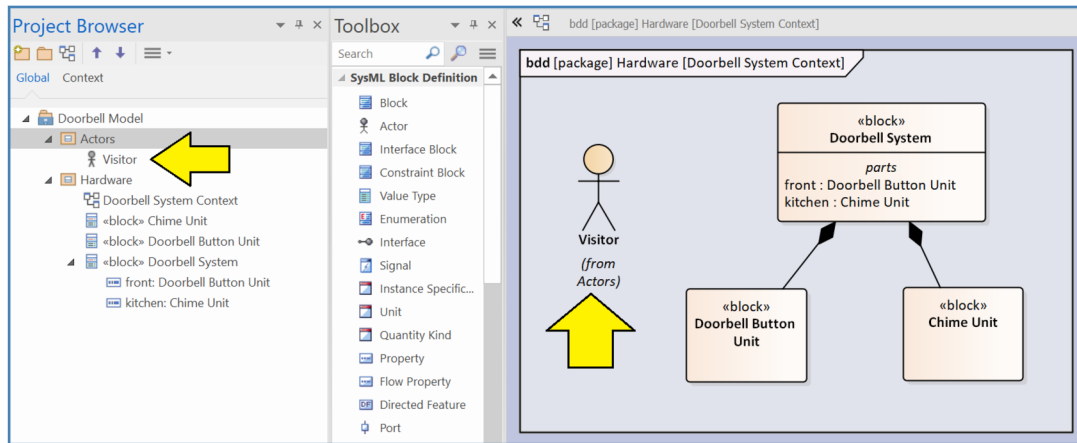 Project Browser
Global Context
Doorbell Model
Actors
Visitor
Hardware
Doorbell System Context
«block» Chime Unit
«block» Doorbell Button Unit
«block» Doorbell System
front: Doorbell Button Unit
kitchen: Chime Unit
Toolbox
Search
SysML Block Definition
Block
Actor
Interface Block
Constraint Block
Value Type
Enumeration
Interface
Signal
Instance Specific...
Unit
Quantity Kind
Property
Flow Property
Directed Feature
Port
bdd [package] Hardware [Doorbell System Context]
bdd [package] Hardware [Doorbell System Context]
Visitor
(from
Actors)
«block»
Doorbell System
parts
front : Doorbell Button Unit
kitchen : Chime Unit
«block»
Doorbell Button
Unit
«block»
Chime Unit